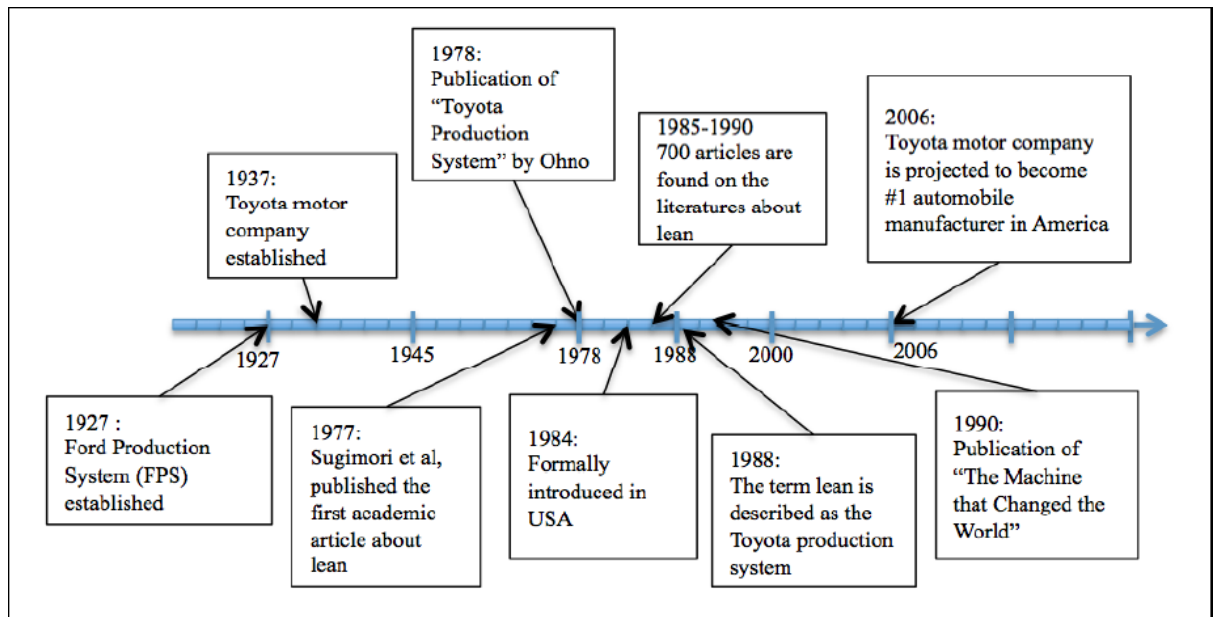 1978:
Publication of
“Toyota
Production
System” by Ohno
1985-1990
700 articles are
found on the
literatures about
lean
2006:
Toyota motor company
is projected to become
#1 automobile
manufacturer in America
1937:
Toyota motor
company
established
1927
1945
1978
1988
2000
2006
1927 :
Ford Production
System (FPS)
established
1977:
Sugimori et al,
published the
first academic
article about
lean
1984:
Formally
introduced in
USA
1988:
The term lean is
described as the
Toyota production
system
1990:
Publication of
“The Machine
that Changed the
World”